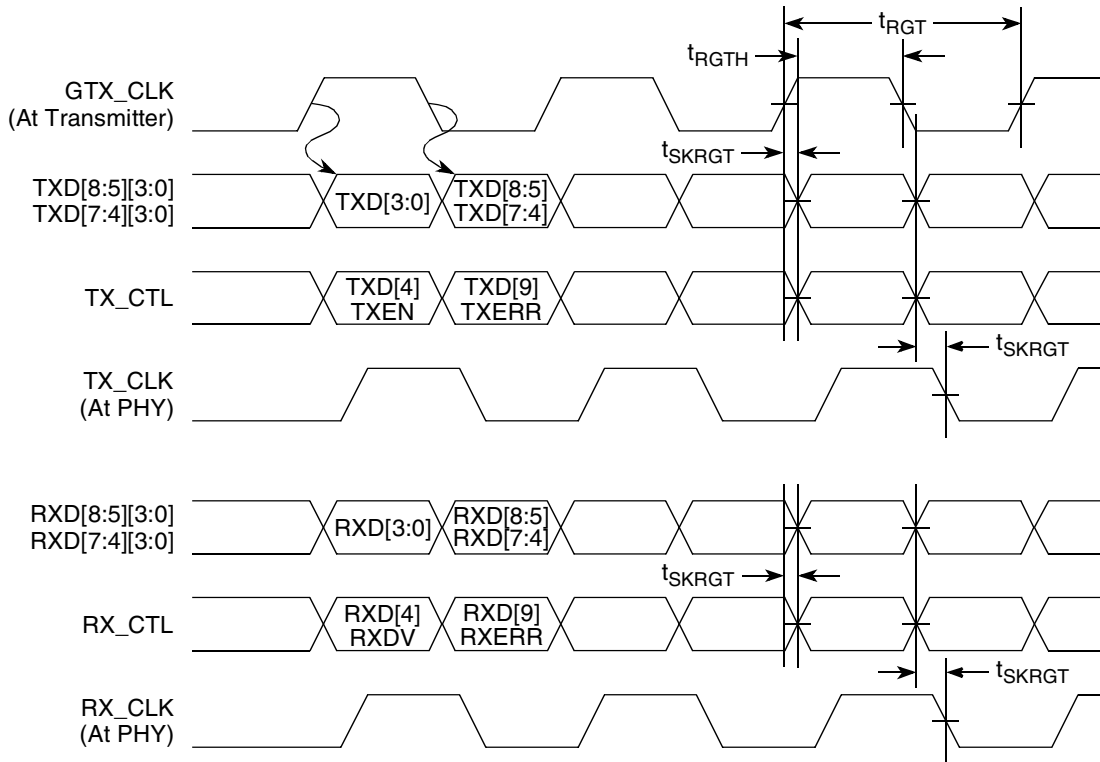 tRGT
tRGTH
GTX_CLK
(At Transmitter)
tSKRGT
TXD[8:5][3:0]
TXD[7:4][3:0]
TXD[3:0]
TXD[8:5]
TXD[7:4]
TX_CTL
TXD[4]
TXEN
TXD[9]
TXERR
tSKRGT
TX_CLK
(At PHY)
RXD[8:5][3:0]
RXD[7:4][3:0]
RXD[3:0]
RXD[8:5]
RXD[7:4]
tSKRGT
RX_CTL
RXD[4]
RXDV
RXD[9]
RXERR
tSKRGT
RX_CLK
(At PHY)